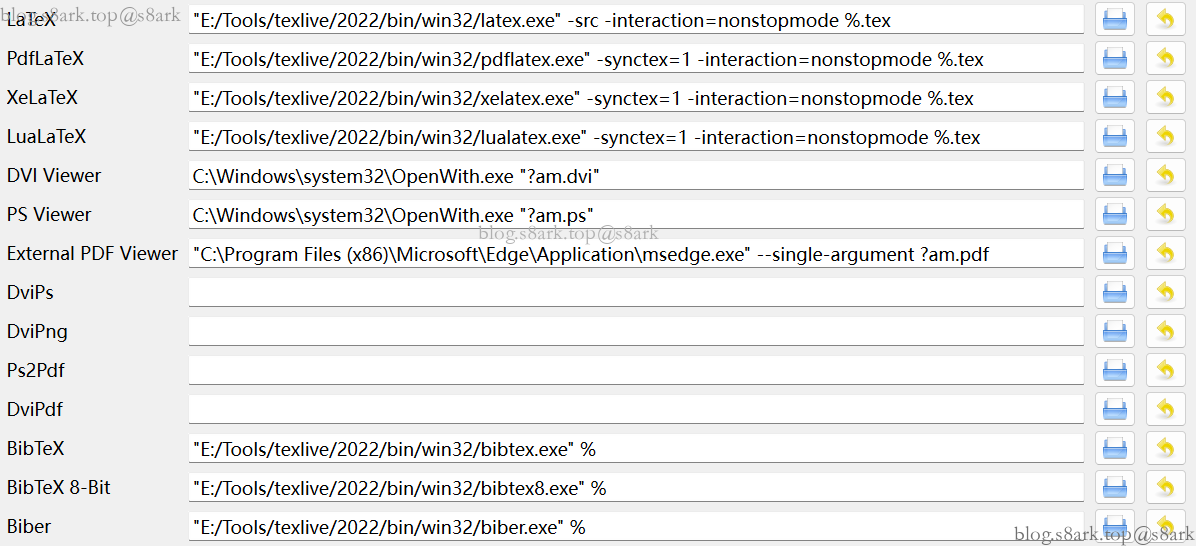 blog.s8ark.top@s8ark
LaTeX "E:/Tools/texlive/2022/bin/win32/latex.exe" -src -interaction=nonstopmode %.tex
PdfLaTeX "E:/Tools/texlive/2022/bin/win32/pdflatex.exe" -synctex=1 -interaction=nonstopmode %.tex
XeLaTeX "E:/Tools/texlive/2022/bin/win32/xelatex.exe" -synctex=1 -interaction=nonstopmode %.tex
LuaLaTeX "E:/Tools/texlive/2022/bin/win32/lualatex.exe" -synctex=1 -interaction=nonstopmode %.tex
DVI Viewer C:\Windows\system32\OpenWith.exe "?am.dvi"
PS Viewer C:\Windows\system32\OpenWith.exe "?am.ps"
blog.s8ark.top@s8ark
External PDF Viewer "C:\Program Files (x86)\Microsoft\Edge\Application\msedge.exe" --single-argument ?am.pdf
DviPs
DviPng
Ps2Pdf
DviPdf
BibTeX "E:/Tools/texlive/2022/bin/win32/bibtex.exe" %
BibTeX 8-Bit "E:/Tools/texlive/2022/bin/win32/bibtex8.exe" %
Biber "E:/Tools/texlive/2022/bin/win32/biber.exe" %
blog.s8ark.top@s8ark